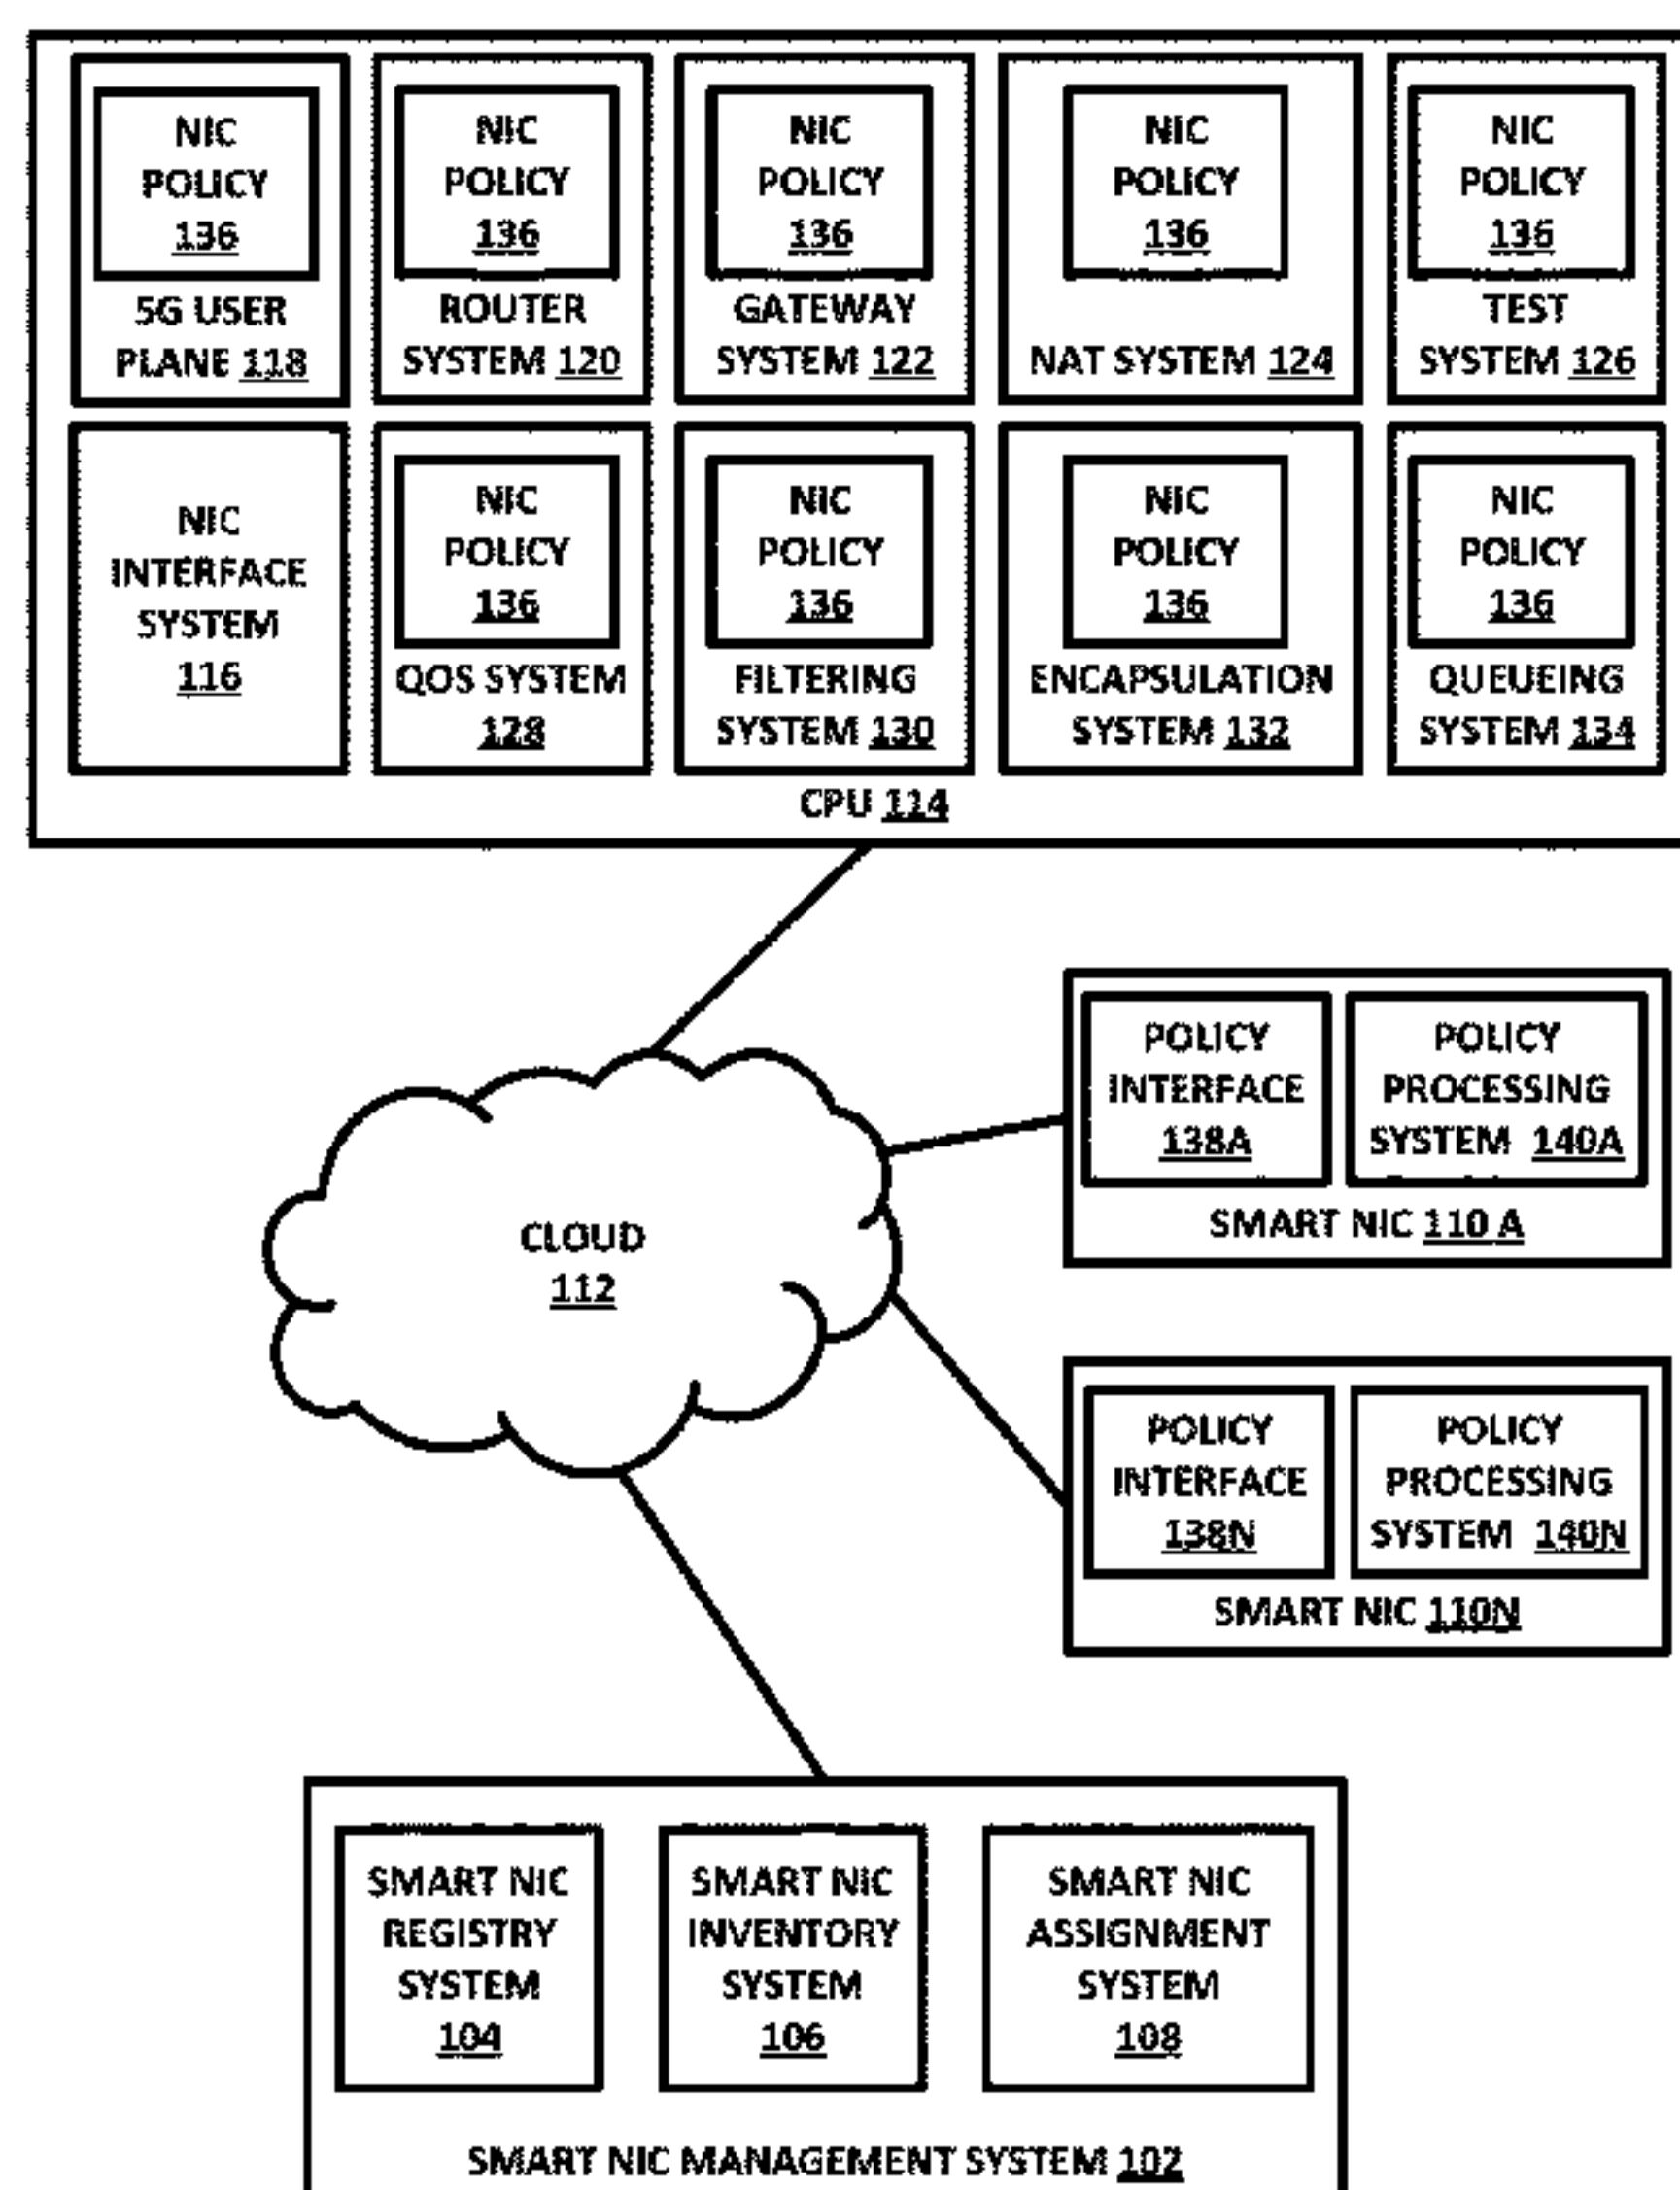 NIC
POLICY
136
5G USER
PLANE 118
NIC
POLICY
136
ROUTER
SYSTEM 120
NIC
POLICY
136
GATEWAY
SYSTEM 122
NIC
POLICY
136
NAT SYSTEM 124
NIC
POLICY
136
TEST
SYSTEM 126
NIC
INTERFACE
SYSTEM
116
NIC
POLICY
136
QOS SYSTEM
128
NIC
POLICY
136
FILTERING
SYSTEM 130
NIC
POLICY
136
ENCAPSULATION
SYSTEM 132
NIC
POLICY
136
QUEUEING
SYSTEM 134
CPU 114
POLICY
INTERFACE
138A
POLICY
PROCESSING
SYSTEM 140A
SMART NIC 110 A
CLOUD
112
POLICY
INTERFACE
138N
POLICY
PROCESSING
SYSTEM 140N
SMART NIC 110N
SMART NIC
REGISTRY
SYSTEM
104
SMART NIC
INVENTORY
SYSTEM
106
SMART NIC
ASSIGNMENT
SYSTEM
108
SMART NIC MANAGEMENT SYSTEM 102